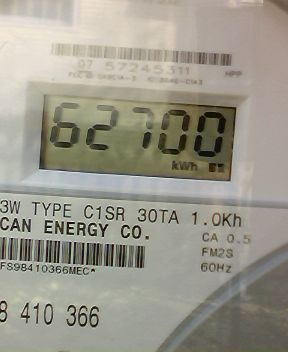 07 57245311 HPP
62700
kWh
3W TYPE C1SR 30TA 1.0Kh
CAN ENERGY CO. CA 0.5
FM2S
FS98410366MEC* 60Hz
8 410 366